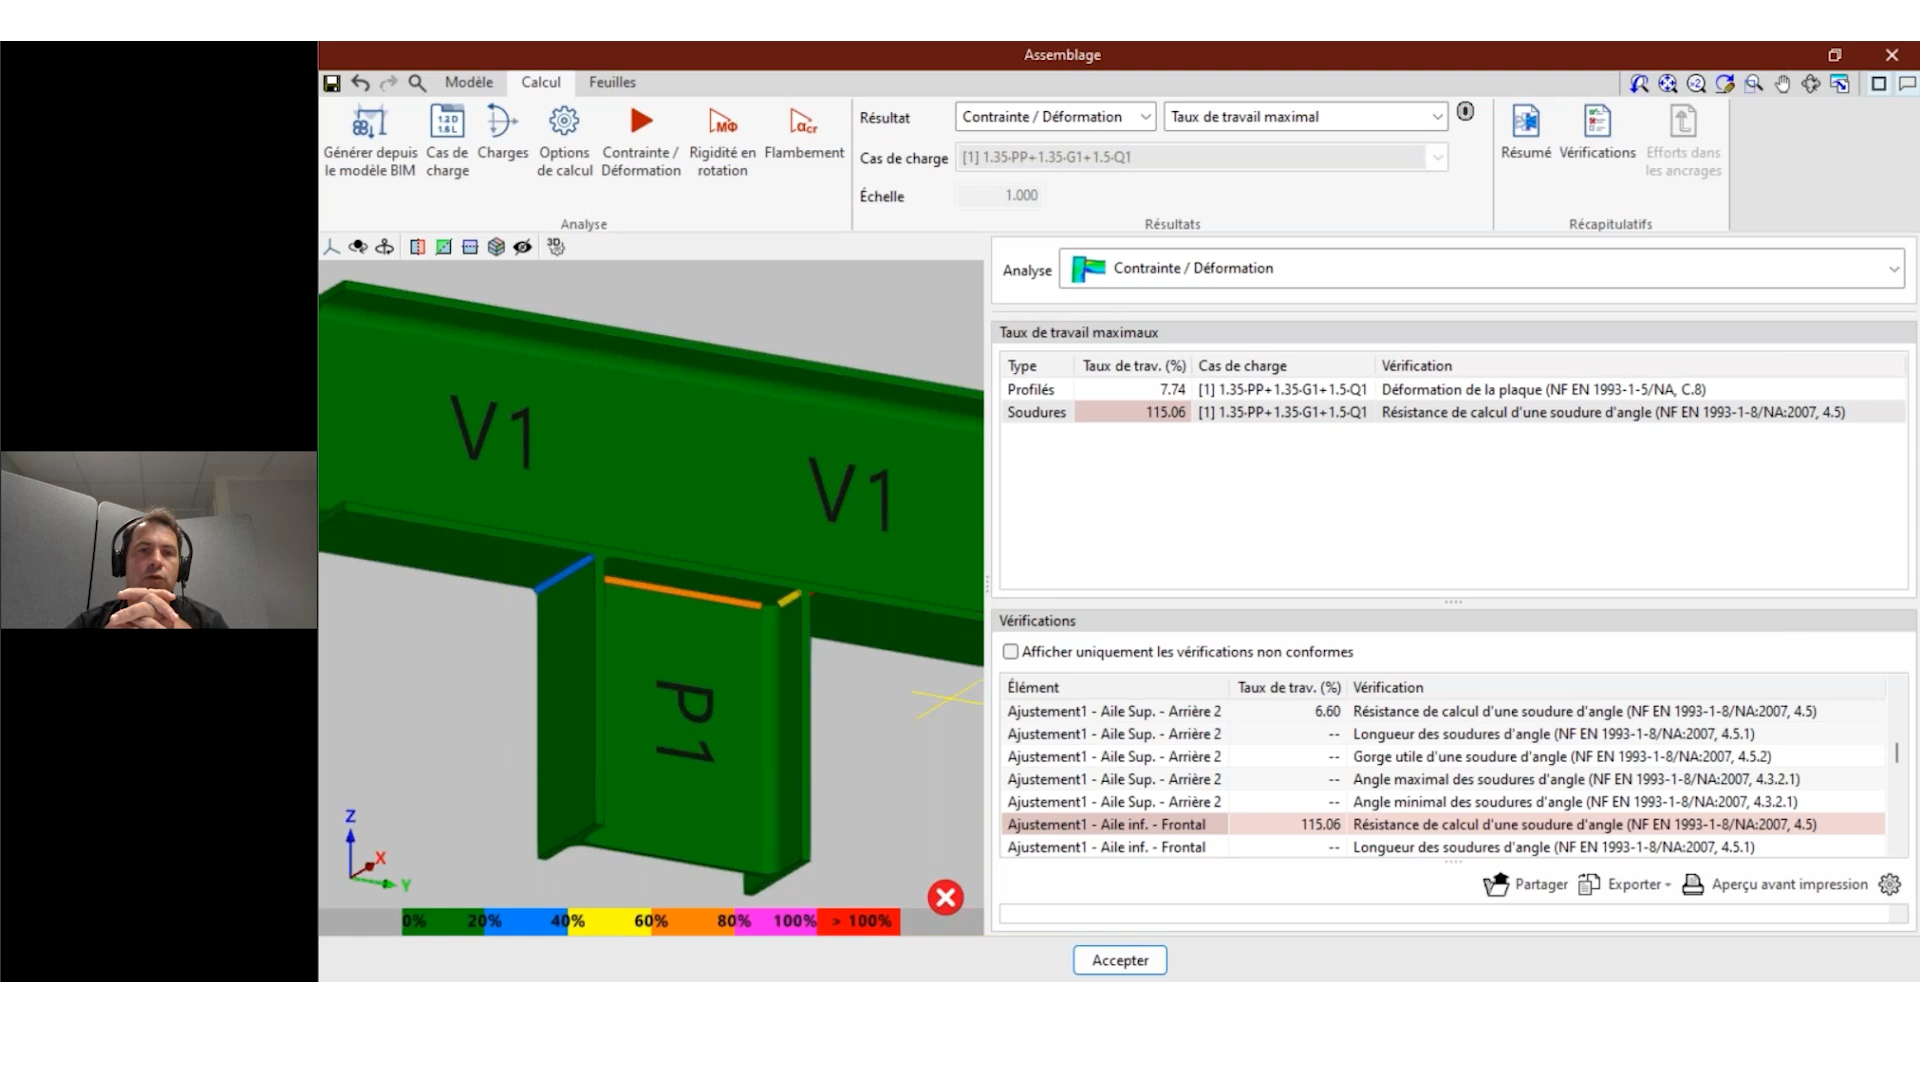 Assemblage
Modèle Calcul Feuilles
Générer depuis le modèle BIM
Cas de charge
Charges
Options de calcul
Contrainte / Déformation
Rigidité en rotation
Flambement
Analyse
Résultat Contrainte / Déformation Taux de travail maximal
Cas de charge [1] 1.35·PP+1.35·G1+1.5·Q1
Échelle 1.000
Résultats
Résumé
Vérifications
Efforts dans les ancrages
Récapitulatifs
3D
V1
V1
P1
Z
X
Y
0% 20% 40% 60% 80% 100% > 100%
Analyse Contrainte / Déformation
Taux de travail maximaux
Type Taux de trav. (%) Cas de charge Vérification
Profilés 7.74 [1] 1.35·PP+1.35·G1+1.5·Q1 Déformation de la plaque (NF EN 1993-1-5/NA, C.8)
Soudures 115.06 [1] 1.35·PP+1.35·G1+1.5·Q1 Résistance de calcul d'une soudure d'angle (NF EN 1993-1-8/NA:2007, 4.5)
Vérifications
Afficher uniquement les vérifications non conformes
Élément Taux de trav. (%) Vérification
Ajustement1 - Aile Sup. - Arrière 2 6.60 Résistance de calcul d'une soudure d'angle (NF EN 1993-1-8/NA:2007, 4.5)
Ajustement1 - Aile Sup. - Arrière 2 -- Longueur des soudures d'angle (NF EN 1993-1-8/NA:2007, 4.5.1)
Ajustement1 - Aile Sup. - Arrière 2 -- Gorge utile d'une soudure d'angle (NF EN 1993-1-8/NA:2007, 4.5.2)
Ajustement1 - Aile Sup. - Arrière 2 -- Angle maximal des soudures d'angle (NF EN 1993-1-8/NA:2007, 4.3.2.1)
Ajustement1 - Aile Sup. - Arrière 2 -- Angle minimal des soudures d'angle (NF EN 1993-1-8/NA:2007, 4.3.2.1)
Ajustement1 - Aile inf. - Frontal 115.06 Résistance de calcul d'une soudure d'angle (NF EN 1993-1-8/NA:2007, 4.5)
Ajustement1 - Aile inf. - Frontal -- Longueur des soudures d'angle (NF EN 1993-1-8/NA:2007, 4.5.1)
Partager Exporter Aperçu avant impression
Accepter